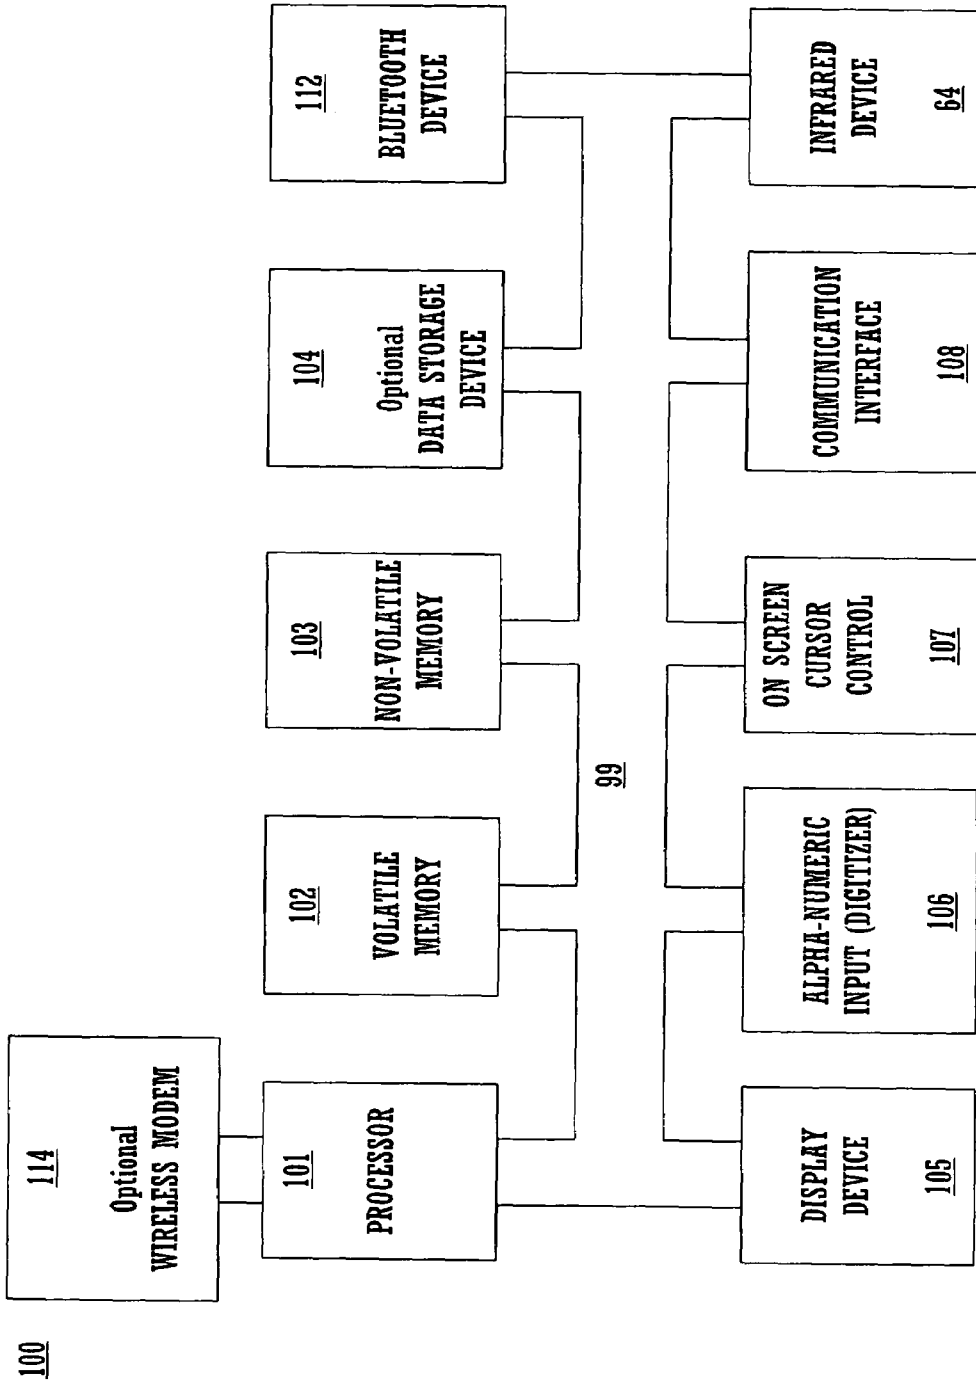 100
114
Optional
WIRELESS MODEM
101
PROCESSOR
102
VOLATILE
MEMORY
103
NON-VOLATILE
MEMORY
104
Optional
DATA STORAGE
DEVICE
112
BLUETOOTH
DEVICE
99
DISPLAY
DEVICE
105
ALPHA-NUMERIC
INPUT (DIGITIZER)
106
ON SCREEN
CURSOR
CONTROL
107
COMMUNICATION
INTERFACE
108
INFRARED
DEVICE
64